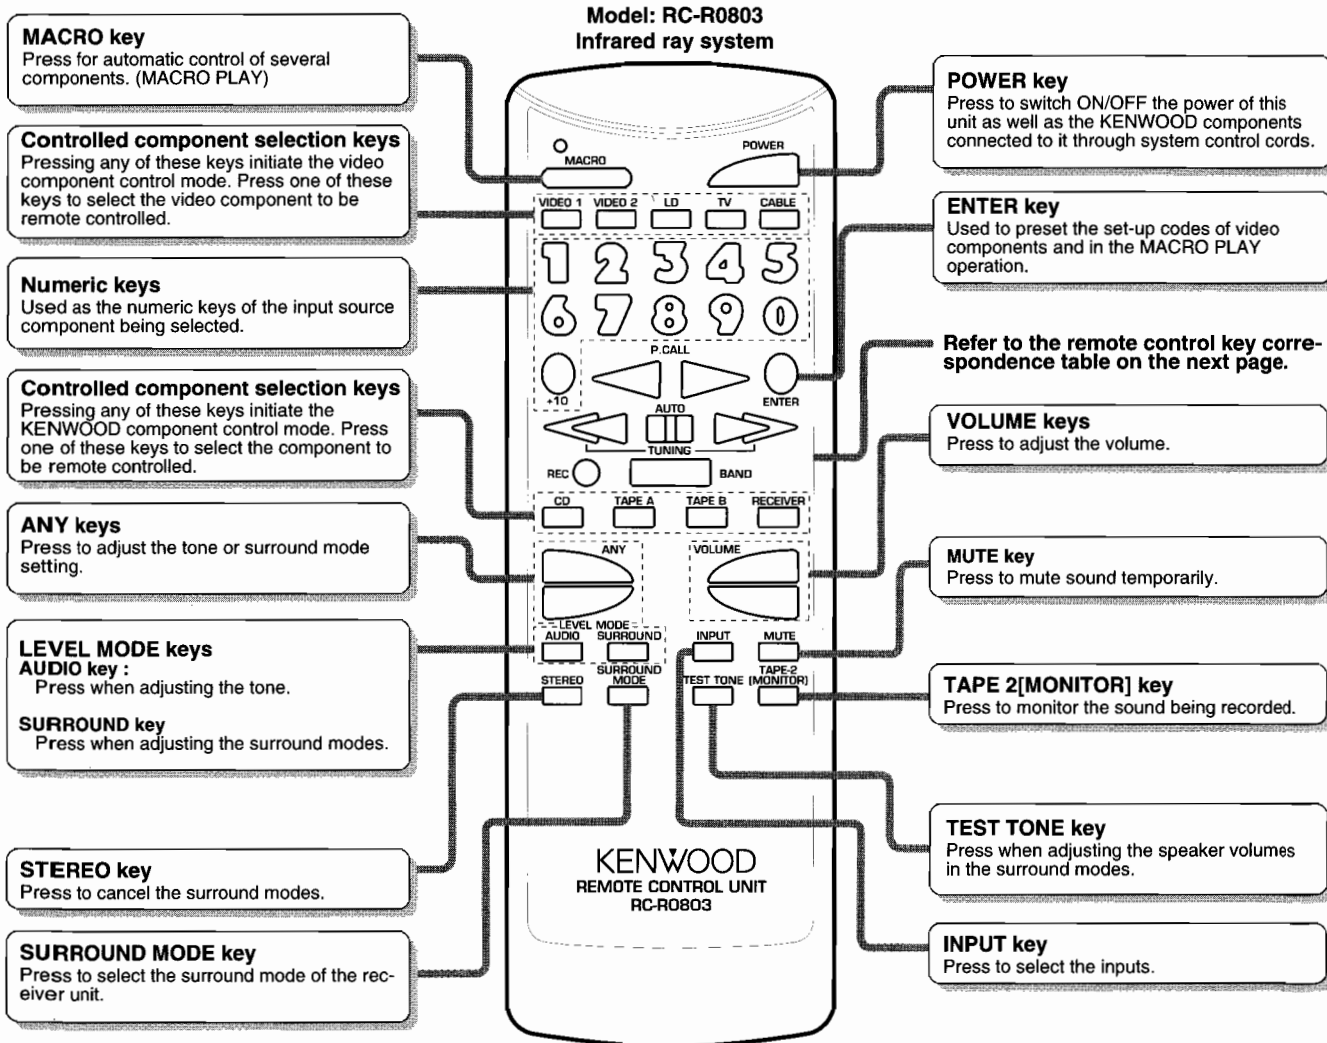 Model: RC-R0803
Infrared ray system
MACRO key
Press for automatic control of several
components. (MACRO PLAY)
Controlled component selection keys
Pressing any of these keys initiate the video
component control mode. Press one of these
keys to select the video component to be
remote controlled.
Numeric keys
Used as the numeric keys of the input source
component being selected.
Controlled component selection keys
Pressing any of these keys initiate the
KENWOOD component control mode. Press
one of these keys to select the component to
be remote controlled.
ANY keys
Press to adjust the tone or surround mode
setting.
LEVEL MODE keys
AUDIO key :
Press when adjusting the tone.
SURROUND key
Press when adjusting the surround modes.
STEREO key
Press to cancel the surround modes.
SURROUND MODE key
Press to select the surround mode of the rec-
eiver unit.
MACRO
POWER
VIDEO 1 VIDEO 2 LD TV CABLE
1 2 3 4 5
6 7 8 9 0
P.CALL
+10
ENTER
AUTO
TUNING
REC
BAND
CD TAPE A TAPE B RECEIVER
ANY
VOLUME
LEVEL MODE
AUDIO SURROUND INPUT MUTE
STEREO SURROUND MODE TEST TONE TAPE-2 [MONITOR]
KENWOOD
REMOTE CONTROL UNIT
RC-R0803
POWER key
Press to switch ON/OFF the power of this
unit as well as the KENWOOD components
connected to it through system control cords.
ENTER key
Used to preset the set-up codes of video
components and in the MACRO PLAY
operation.
Refer to the remote control key corre-
spondence table on the next page.
VOLUME keys
Press to adjust the volume.
MUTE key
Press to mute sound temporarily.
TAPE 2[MONITOR] key
Press to monitor the sound being recorded.
TEST TONE key
Press when adjusting the speaker volumes
in the surround modes.
INPUT key
Press to select the inputs.